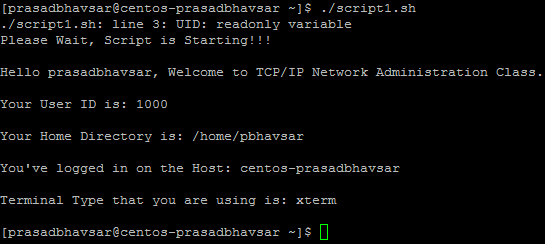 [prasadbhavsar@centos-prasadbhavsar ~]$ ./script1.sh
./script1.sh: line 3: UID: readonly variable
Please Wait, Script is Starting!!!
Hello prasadbhavsar, Welcome to TCP/IP Network Administration Class.
Your User ID is: 1000
Your Home Directory is: /home/pbhavsar
You've logged in on the Host: centos-prasadbhavsar
Terminal Type that you are using is: xterm
[prasadbhavsar@centos-prasadbhavsar ~]$